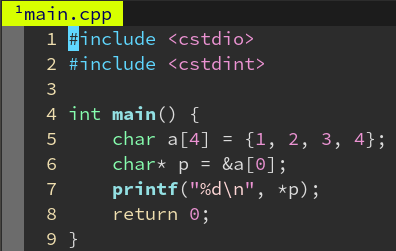 ¹main.cpp
1 #include <cstdio>
2 #include <cstdint>
3
4 int main() {
5     char a[4] = {1, 2, 3, 4};
6     char* p = &a[0];
7     printf("%d\n", *p);
8     return 0;
9 }